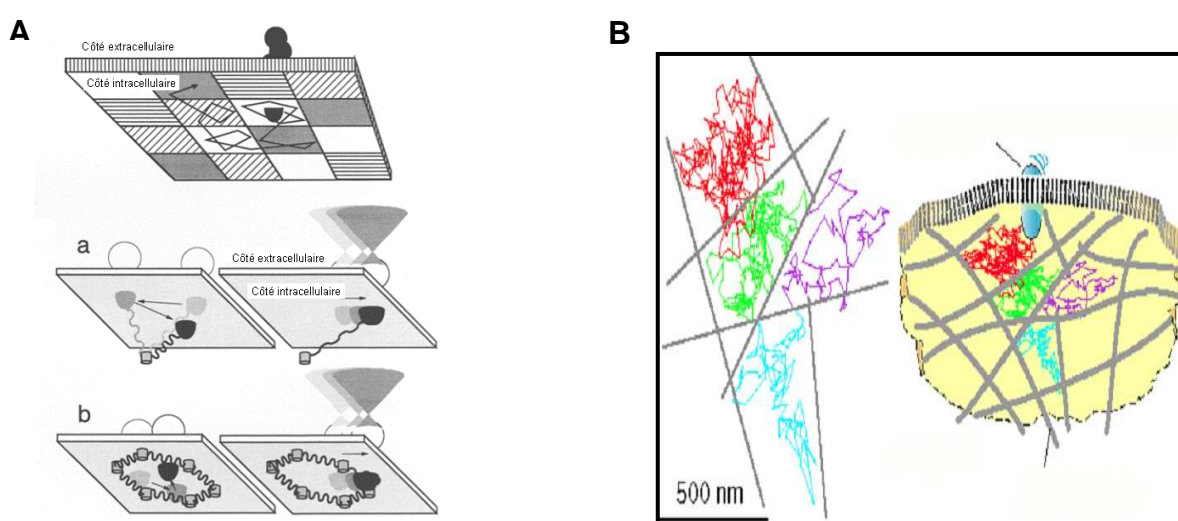 A
Côté extracellulaire
Côté intracellulaire
a
Côté extracellulaire
Côté intracellulaire
b
B
500 nm